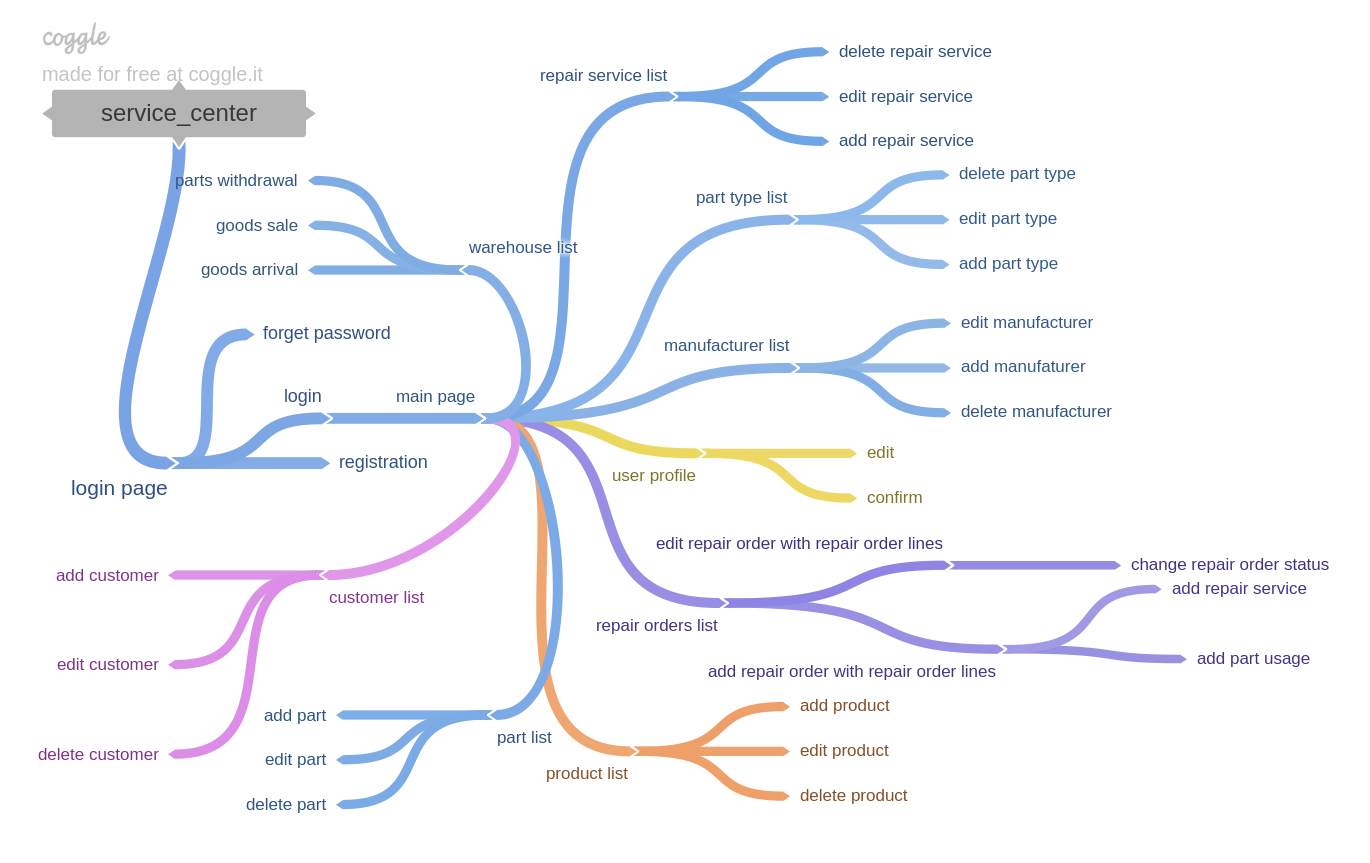 coggle
made for free at coggle.it
service_center
parts withdrawal
goods sale
goods arrival
warehouse list
forget password
login
main page
registration
login page
repair service list
delete repair service
edit repair service
add repair service
part type list
delete part type
edit part type
add part type
manufacturer list
edit manufacturer
add manufaturer
delete manufacturer
user profile
edit
confirm
edit repair order with repair order lines
change repair order status
repair orders list
add repair service
add part usage
add repair order with repair order lines
add customer
customer list
edit customer
delete customer
add part
edit part
delete part
part list
product list
add product
edit product
delete product